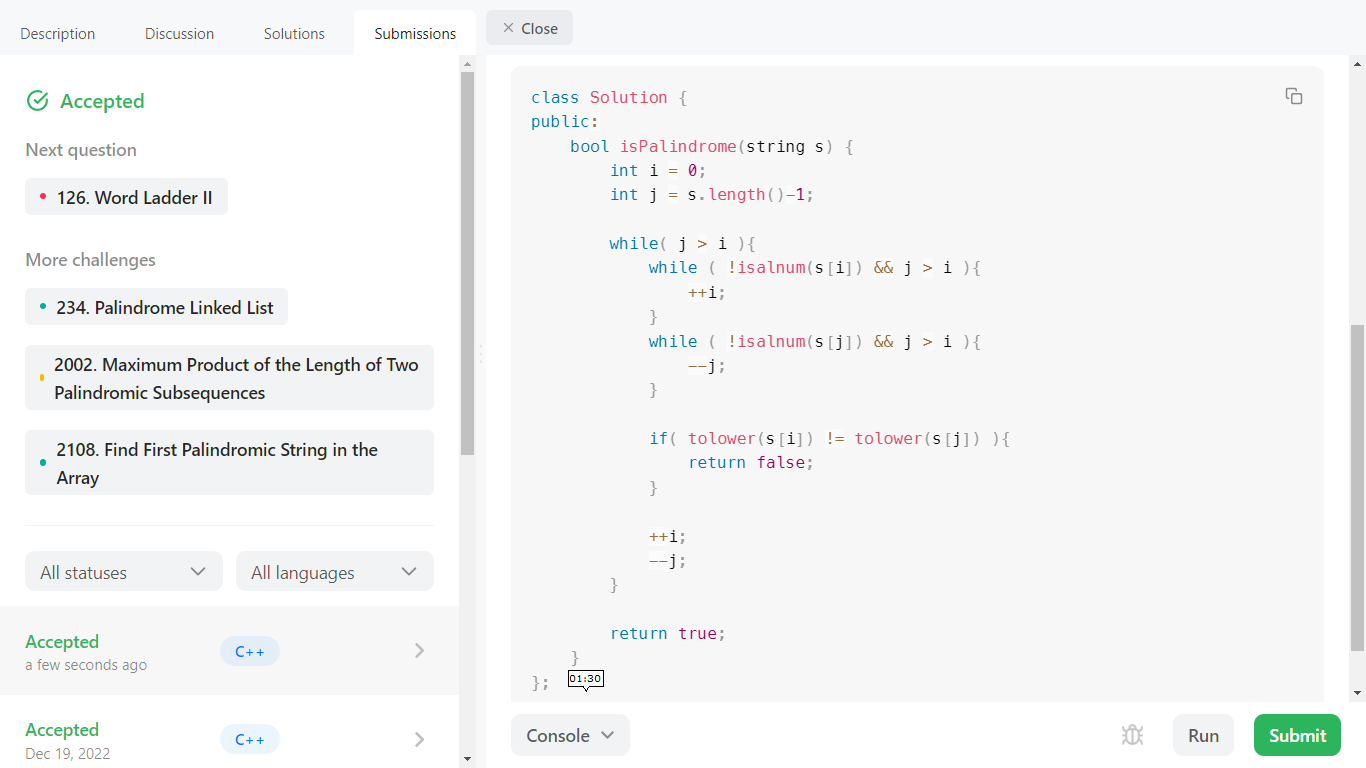 Description Discussion Solutions Submissions
Close
Accepted
Next question
126. Word Ladder II
More challenges
234. Palindrome Linked List
2002. Maximum Product of the Length of Two
Palindromic Subsequences
2108. Find First Palindromic String in the
Array
All statuses All languages
Accepted
a few seconds ago
C++
Accepted
Dec 19, 2022
C++
class Solution {
public:
    bool isPalindrome(string s) {
        int i = 0;
        int j = s.length()-1;
        while( j > i ){
            while ( !isalnum(s[i]) && j > i ){
                ++i;
            }
            while ( !isalnum(s[j]) && j > i ){
                --j;
            }
            if( tolower(s[i]) != tolower(s[j]) ){
                return false;
            }
            ++i;
            --j;
        }
        return true;
    }
};
01:30
Console Run Submit